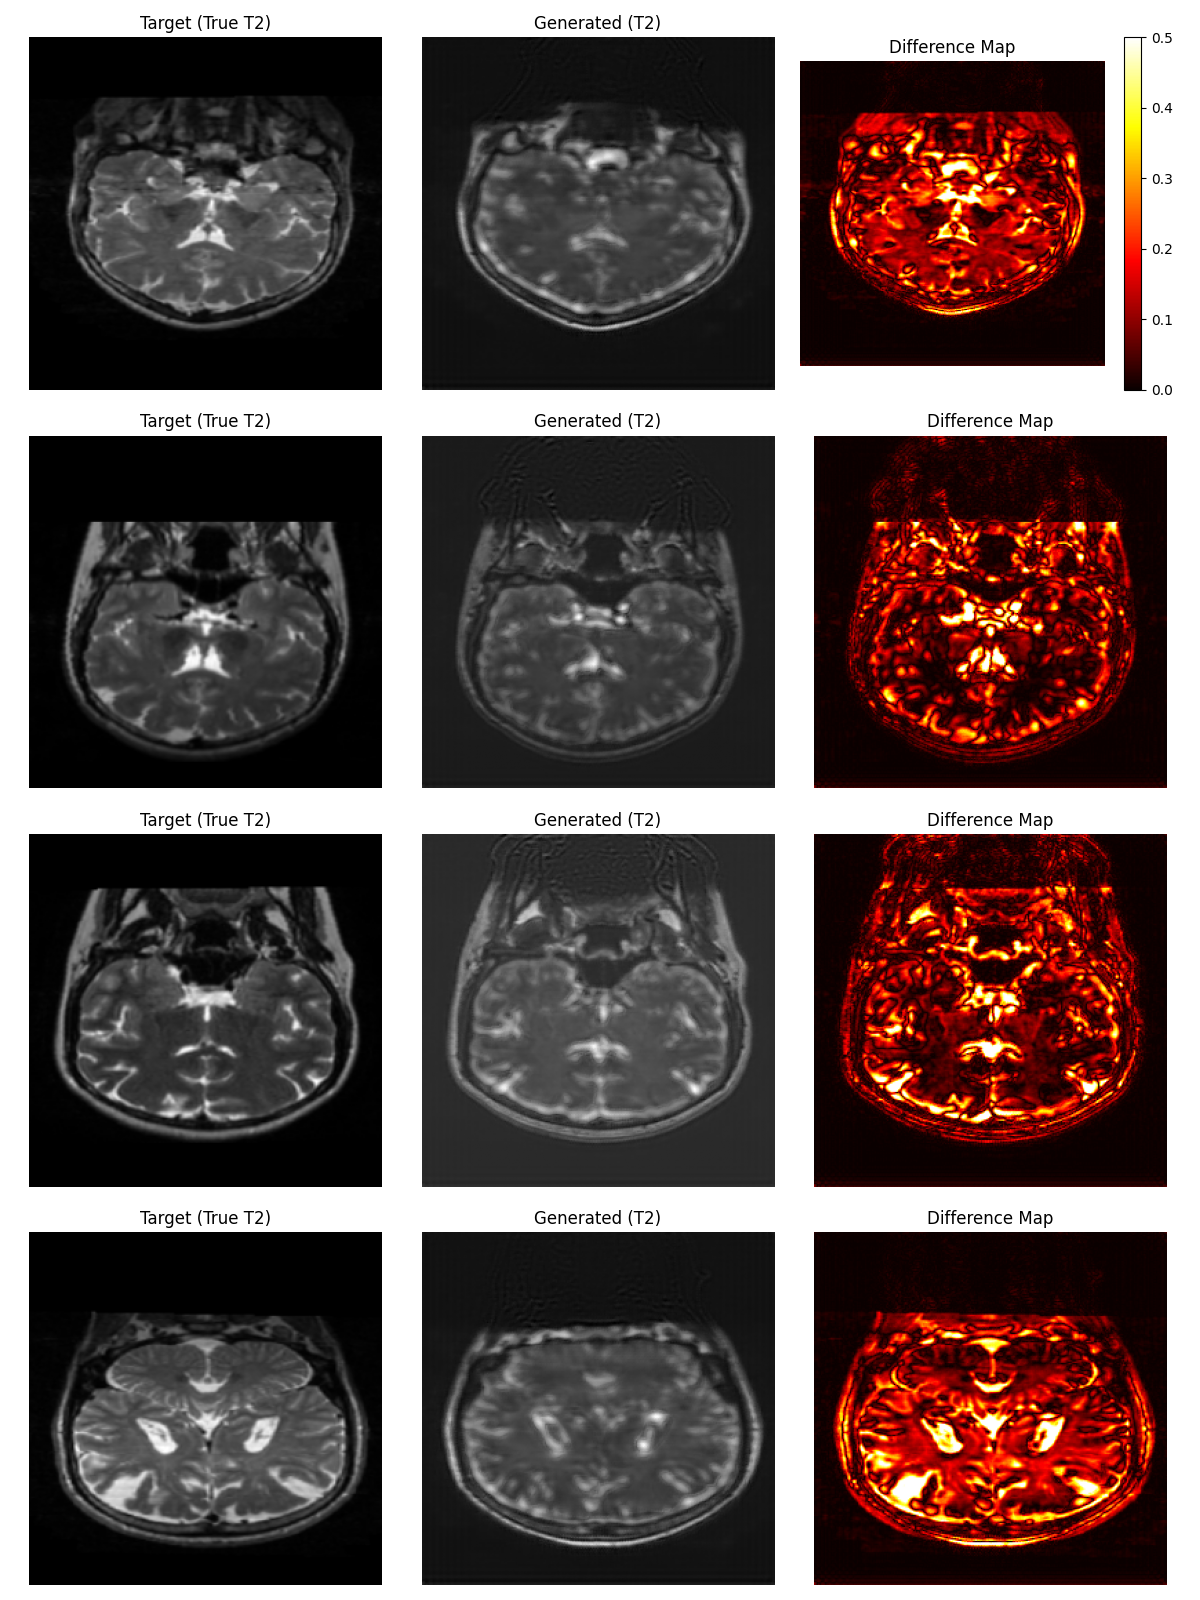 Target (True T2)
Generated (T2)
Difference Map
0.5
0.4
0.3
0.2
0.1
0.0
Target (True T2)
Generated (T2)
Difference Map
Target (True T2)
Generated (T2)
Difference Map
Target (True T2)
Generated (T2)
Difference Map